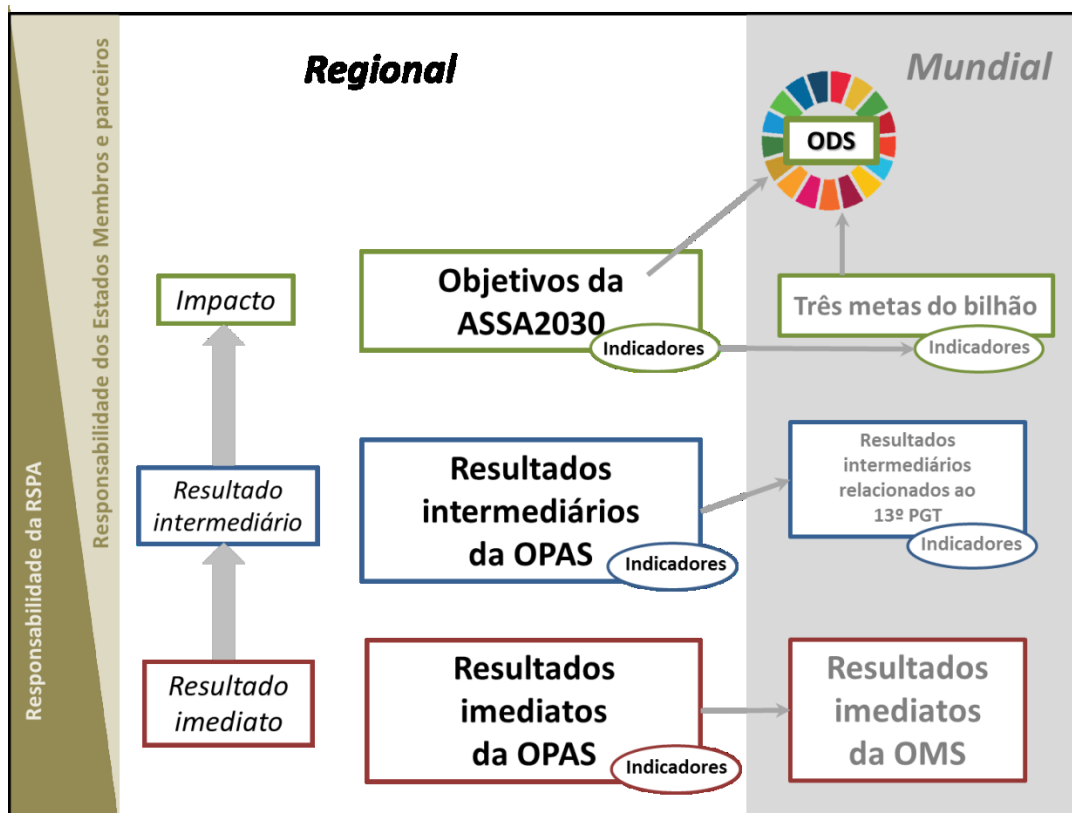 Responsabilidade da RSPA
Responsabilidade dos Estados Membros e parceiros
Regional
Mundial
ODS
Impacto
Objetivos da
ASSA2030
Indicadores
Três metas do bilhão
Indicadores
Resultado
intermediário
Resultados
intermediários
da OPAS
Indicadores
Resultados
intermediários
relacionados ao
13º PGT
Indicadores
Resultado
imediato
Resultados
imediatos
da OPAS
Indicadores
Resultados
imediatos
da OMS